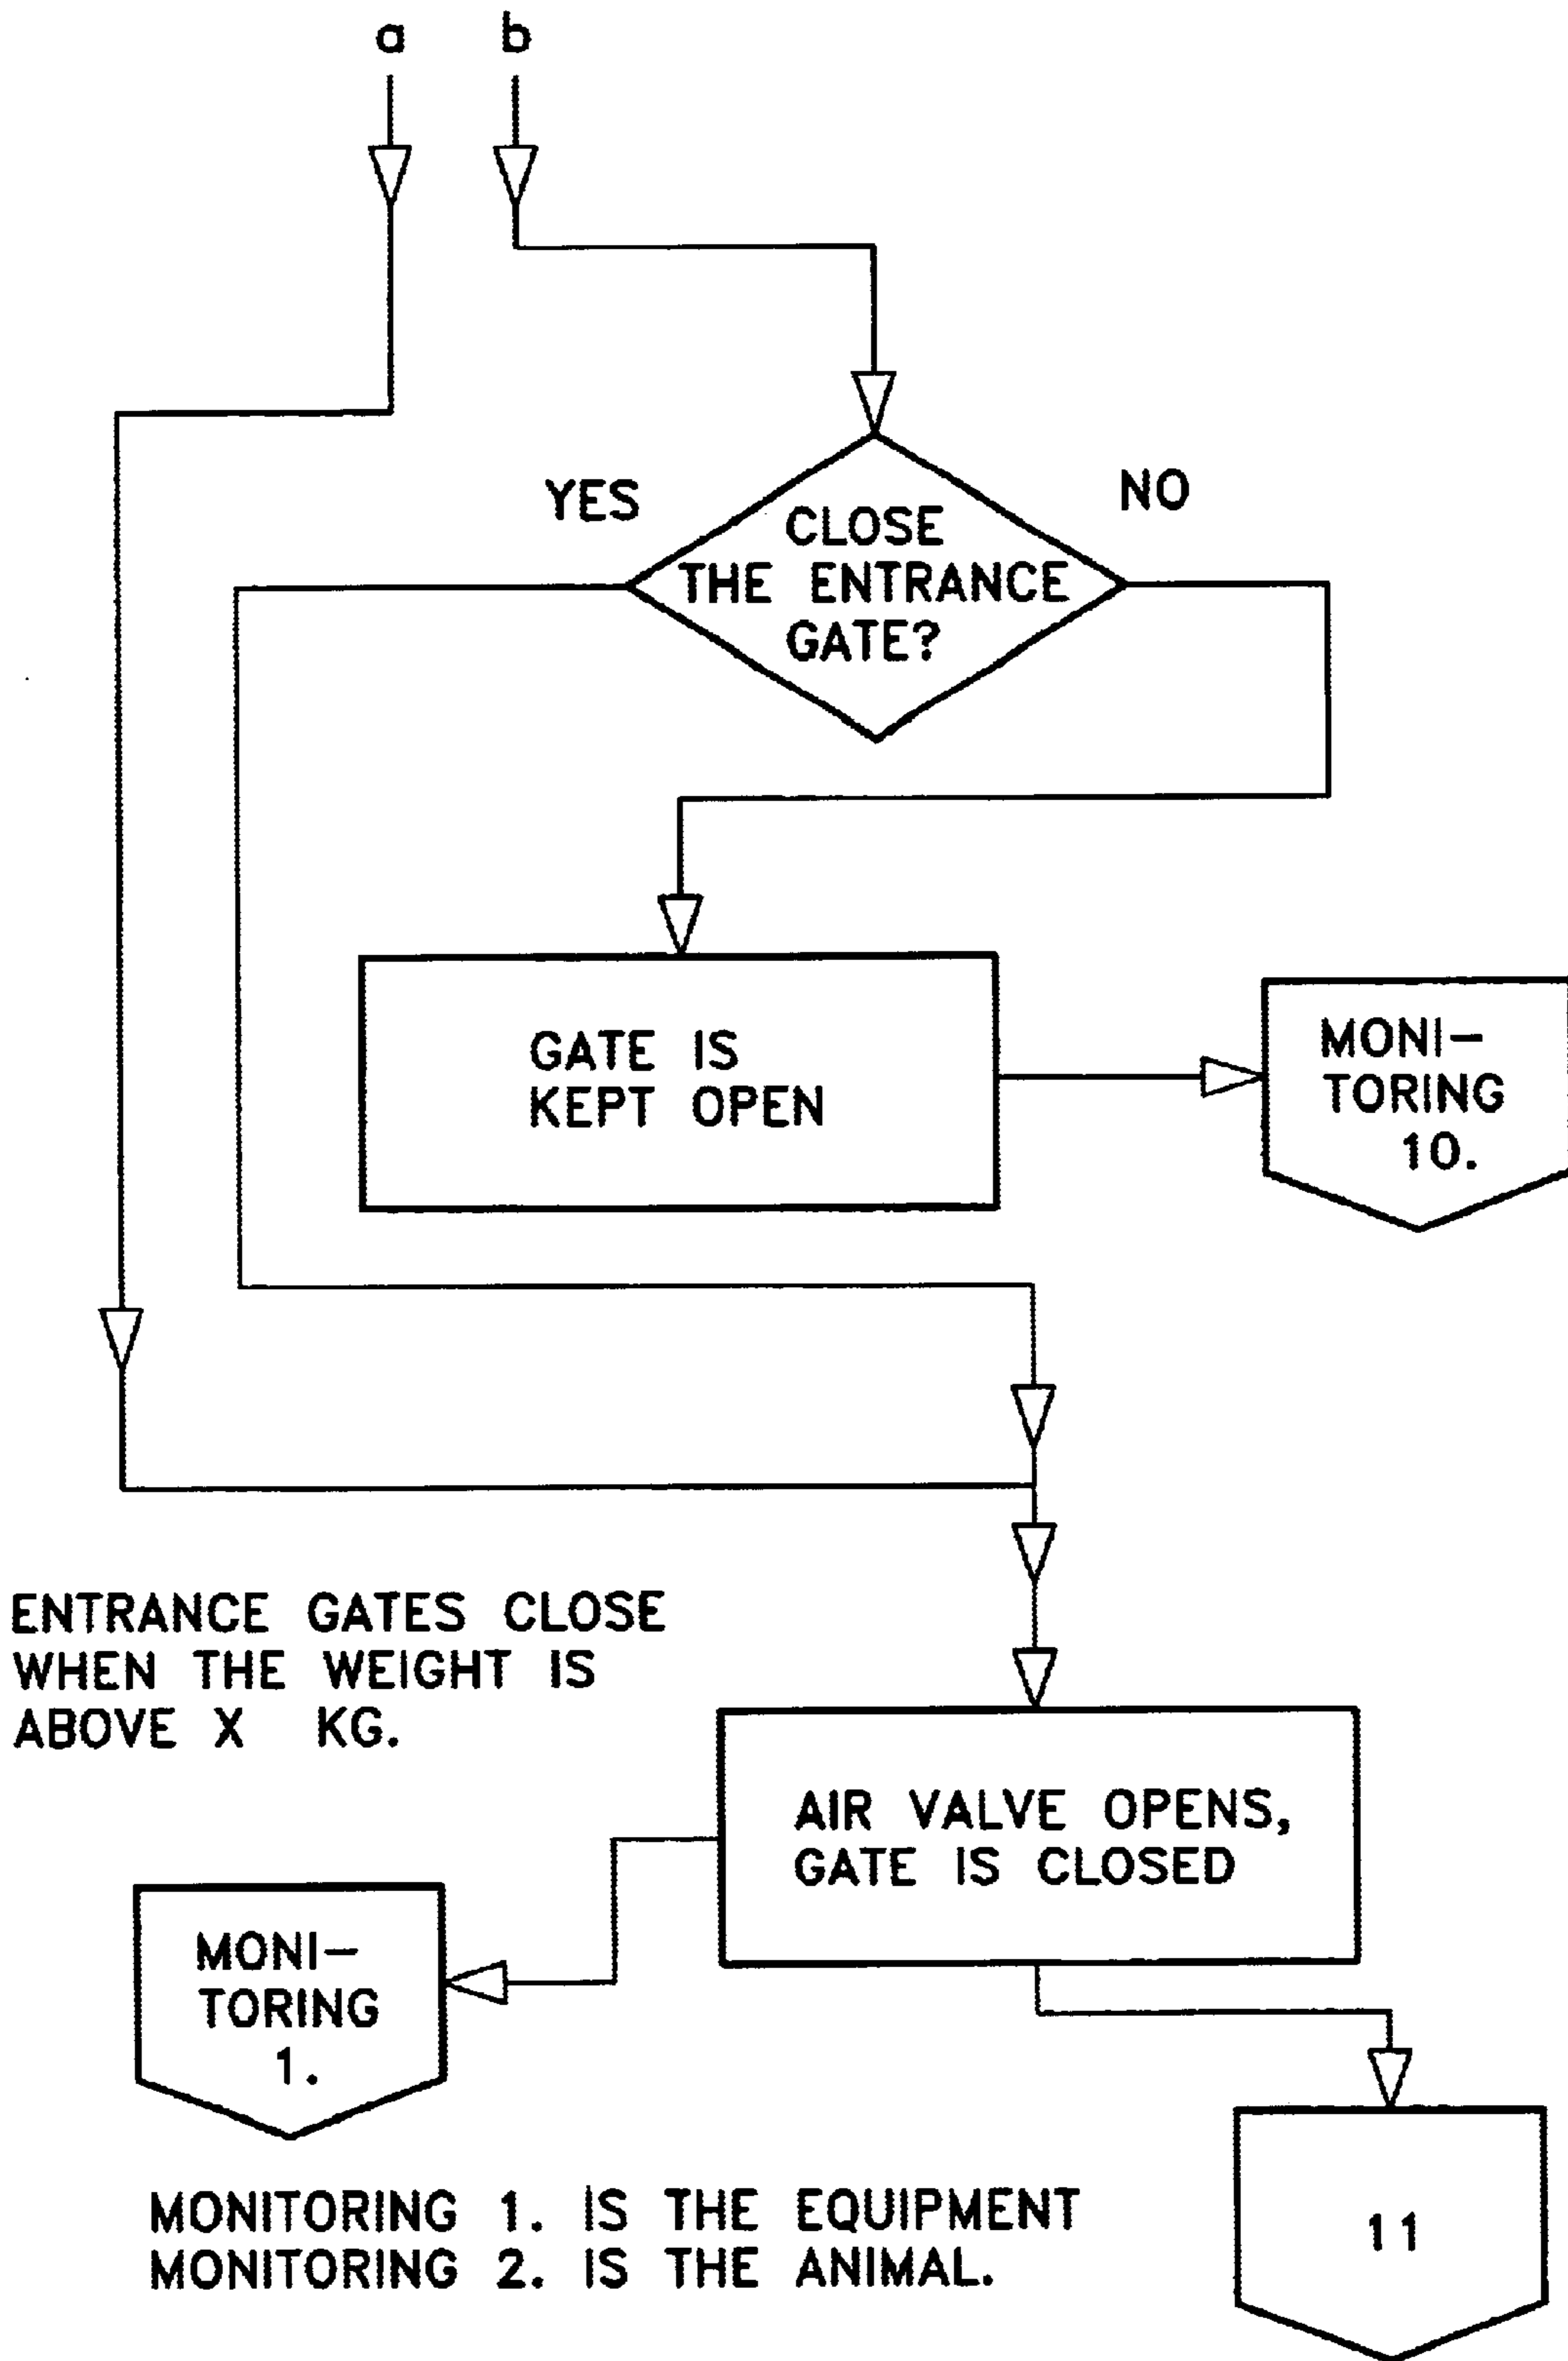 a b
YES
NO
CLOSE
THE ENTRANCE
GATE?
GATE IS
KEPT OPEN
MONI-
TORING
10.
ENTRANCE GATES CLOSE
WHEN THE WEIGHT IS
ABOVE X KG.
AIR VALVE OPENS,
GATE IS CLOSED
MONI-
TORING
1.
11
MONITORING 1. IS THE EQUIPMENT
MONITORING 2. IS THE ANIMAL.